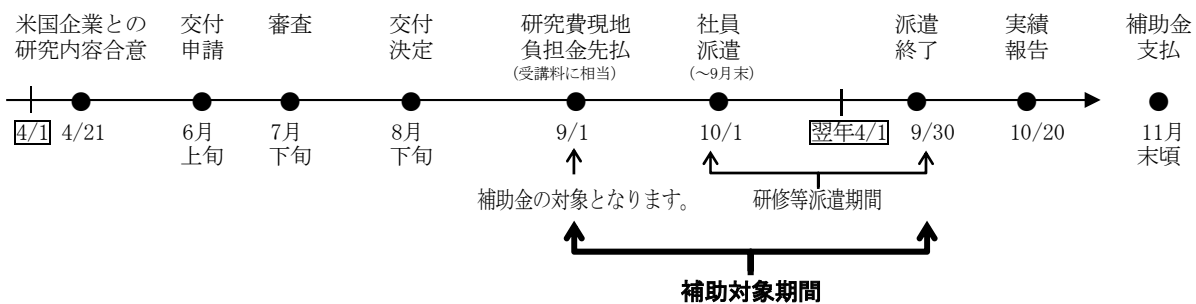 米国企業との
研究内容合意
交付
申請
審査
交付
決定
研究費現地
負担金先払
(受講料に相当)
社員
派遣
(～9月末)
派遣
終了
実績
報告
補助金
支払
4/1 4/21
6月
上旬
7月
下旬
8月
下旬
9/1
10/1
翌年4/1
9/30
10/20
11月
末頃
補助金の対象となります。
研修等派遣期間
補助対象期間